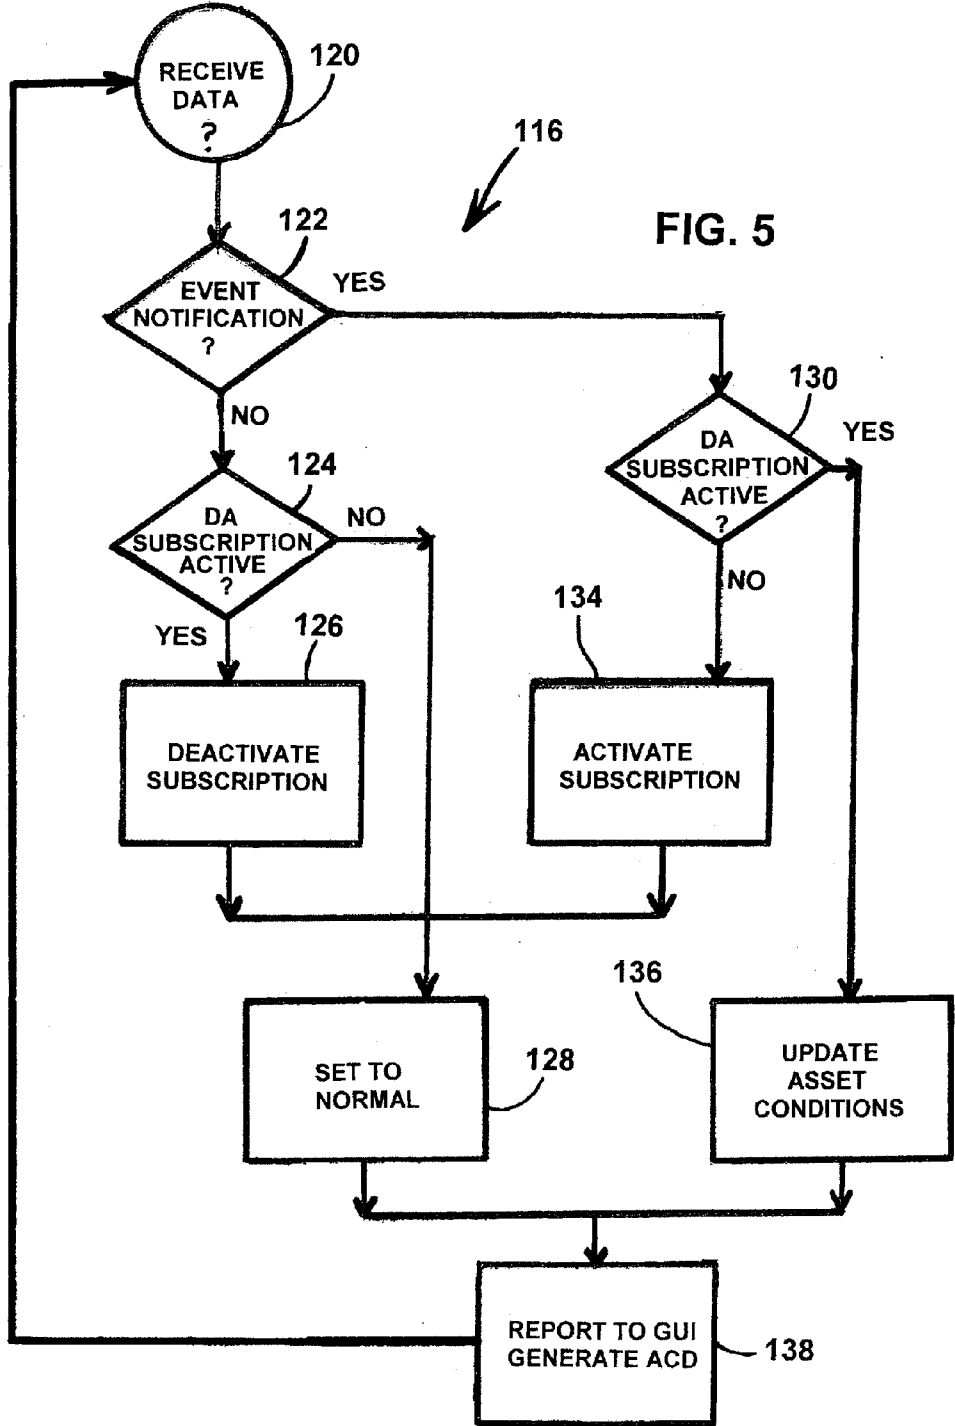 RECEIVE
DATA
?
120
116
FIG. 5
122
EVENT
NOTIFICATION
?
YES
NO
130
DA
SUBSCRIPTION
ACTIVE
?
YES
NO
124
DA
SUBSCRIPTION
ACTIVE
?
NO
YES
126
DEACTIVATE
SUBSCRIPTION
134
ACTIVATE
SUBSCRIPTION
136
SET TO
NORMAL
128
UPDATE
ASSET
CONDITIONS
REPORT TO GUI
GENERATE ACD
138